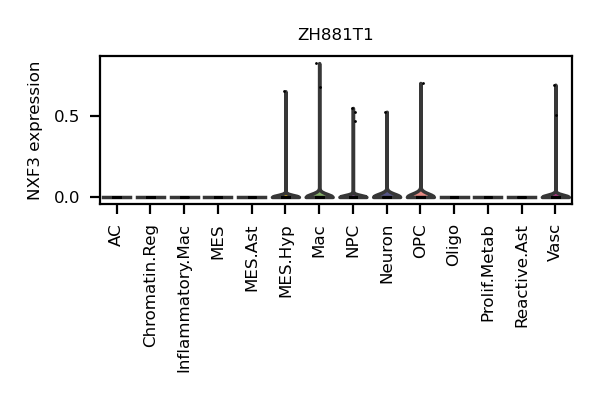 ZH881T1
NXF3 expression
0.5
0.0
AC
Chromatin.Reg
Inflammatory.Mac
MES
MES.Ast
MES.Hyp
Mac
NPC
Neuron
OPC
Oligo
Prolif.Metab
Reactive.Ast
Vasc